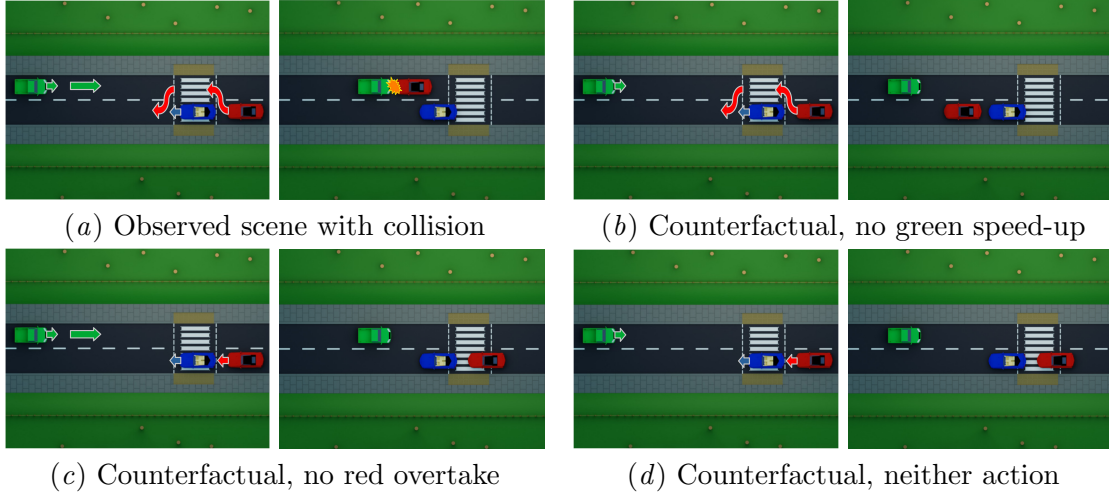 (a) Observed scene with collision
(b) Counterfactual, no green speed-up
(c) Counterfactual, no red overtake
(d) Counterfactual, neither action